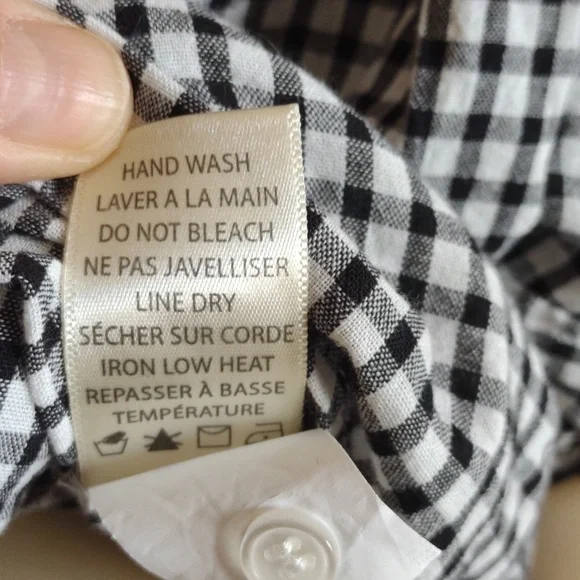 HAND WASH
LAVER A LA MAIN
DO NOT BLEACH
NE PAS JAVELLISER
LINE DRY
SÉCHER SUR CORDE
IRON LOW HEAT
REPASSER À BASSE
TEMPÉRATURE